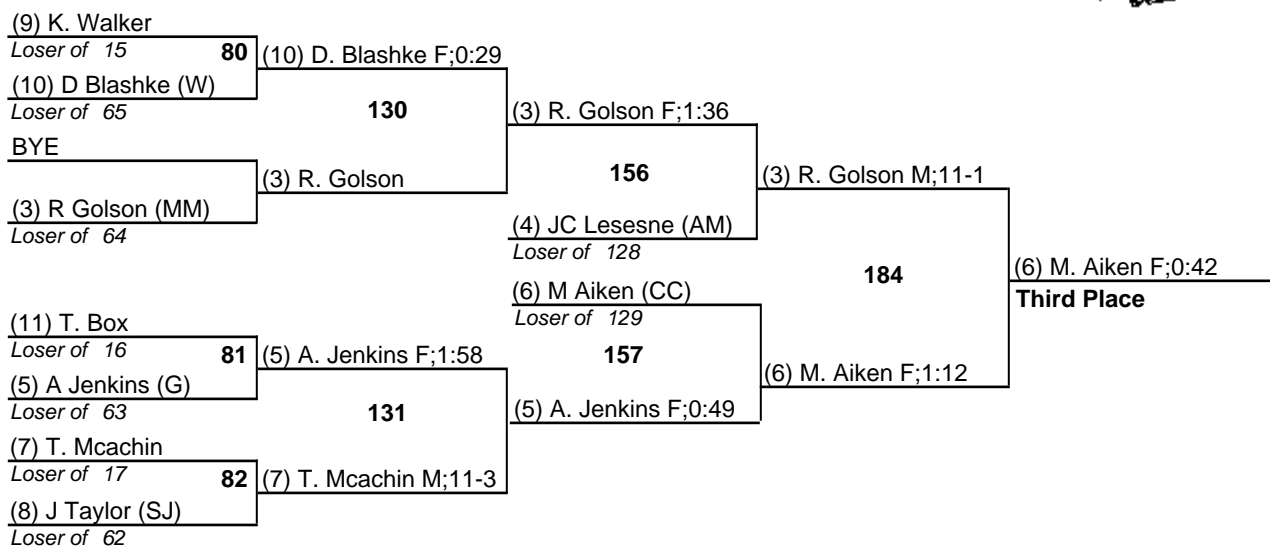 (9) K. Walker
Loser of 15
80
(10) D. Blashke F;0:29
(10) D Blashke (W)
Loser of 65
130
(3) R. Golson F;1:36
BYE
(3) R. Golson
156
(3) R. Golson M;11-1
(3) R Golson (MM)
Loser of 64
(4) JC Lesesne (AM)
Loser of 128
184
(6) M. Aiken F;0:42
Third Place
(6) M Aiken (CC)
Loser of 129
(11) T. Box
Loser of 16
81
(5) A. Jenkins F;1:58
157
(6) M. Aiken F;1:12
(5) A Jenkins (G)
Loser of 63
131
(5) A. Jenkins F;0:49
(7) T. Mcachin
Loser of 17
82
(7) T. Mcachin M;11-3
(8) J Taylor (SJ)
Loser of 62